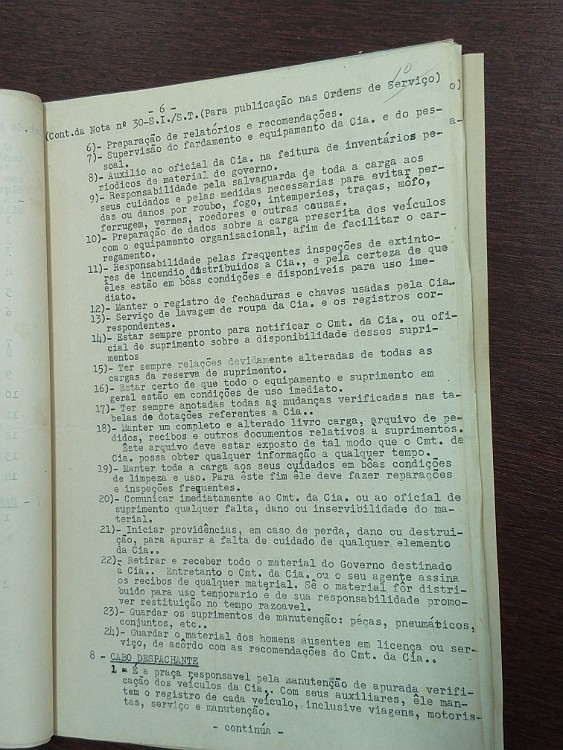 - 6 -
(Cont.da Nota nº 30-S.I./S.T.(Para publicação nas Ordens de Serviço)
6)- Preparação de relatórios e recomendações.
7)- Supervisão do fardamento e equipamento da Cia. e do pes-
soal.
8)- Auxilio ao oficial da Cia. na feitura de inventários pe-
riodicos de material de governo.
9)- Responsabilidade pela salvaguarda de toda a carga aos
seus cuidados e pelas medidas necessarias para evitar per-
das ou danos por roubo, fogo, intemperies, traças, môfo,
ferrugem, vermes, roedores e outras causas.
10)- Preparação de dados sobre a carga prescrita dos veículos
com o equipamento organisacional, afim de facilitar o car-
regamento.
11)- Responsabilidade pelas frequentes inspeções de extinto-
res de incendio distribuidos a Cia., e pela certeza de que
êles estão em bôas condições e disponiveis para uso ime-
diato.
12)- Manter o registro de fechaduras e chaves usadas pela Cia..
13)- Serviço de lavagem de roupa da Cia. e os registros cor-
respondentes.
14)- Estar sempre pronto para notificar o Cmt. da Cia. ou ofi-
cial de suprimento sobre a disponibilidade desses supri-
mentos
15)- Ter sempre relações devidamente alteradas de todas as
cargas da reserva de suprimento.
16)- Estar certo de que todo o equipamento e suprimento em
geral estão em condições de uso imediato.
17)- Ter sempre anotadas todas as mudanças verificadas nas ta-
belas de dotações referentes a Cia..
18)- Manter um completo e alterado livro carga, arquivo de pe-
didos, recibos e outros documentos relativos a suprimentos.
Êste arquivo deve estar exposto de tal modo que o Cmt. da
Cia. possa obter qualquer informação a qualquer tempo.
19)- Manter toda a carga aos seus cuidados em bôas condições
de limpeza e uso. Para êste fim êle deve fazer reparações
e inspeções frequentes.
20)- Comunicar imediatamente ao Cmt. da Cia. ou ao oficial de
suprimento qualquer falta, dano ou inservibilidade do ma-
terial.
21)- Iniciar providências, em caso de perda, dano ou destrui-
ção, para apurar a falta de cuidado de qualquer elemento
da Cia..
22)- Retirar e receber todo o material do Governo destinado
à Cia.. Entretanto o Cmt. da Cia. ou o seu agente assina
os recibos de qualquer material. Sê o material fôr distri-
buido para uso temporario e de sua responsabilidade promo-
ver restituição no tempo razoavel.
23)- Guardar os suprimentos de manutenção: peças, pneumáticos,
conjuntos, etc..
24)- Guardar o material dos homens ausentes em licença ou ser-
viço, de acôrdo com as recomendações do Cmt. da Cia..
8 - CABO DESPACHANTE
1 - É a praça responsavel pela manutenção de apurada verifi-
cação dos veículos da Cia.. Com seus auxiliares, êle man-
tem o registro de cada veículo, inclusive viagens, motoris-
tas, serviço e manutenção.
- continúa -